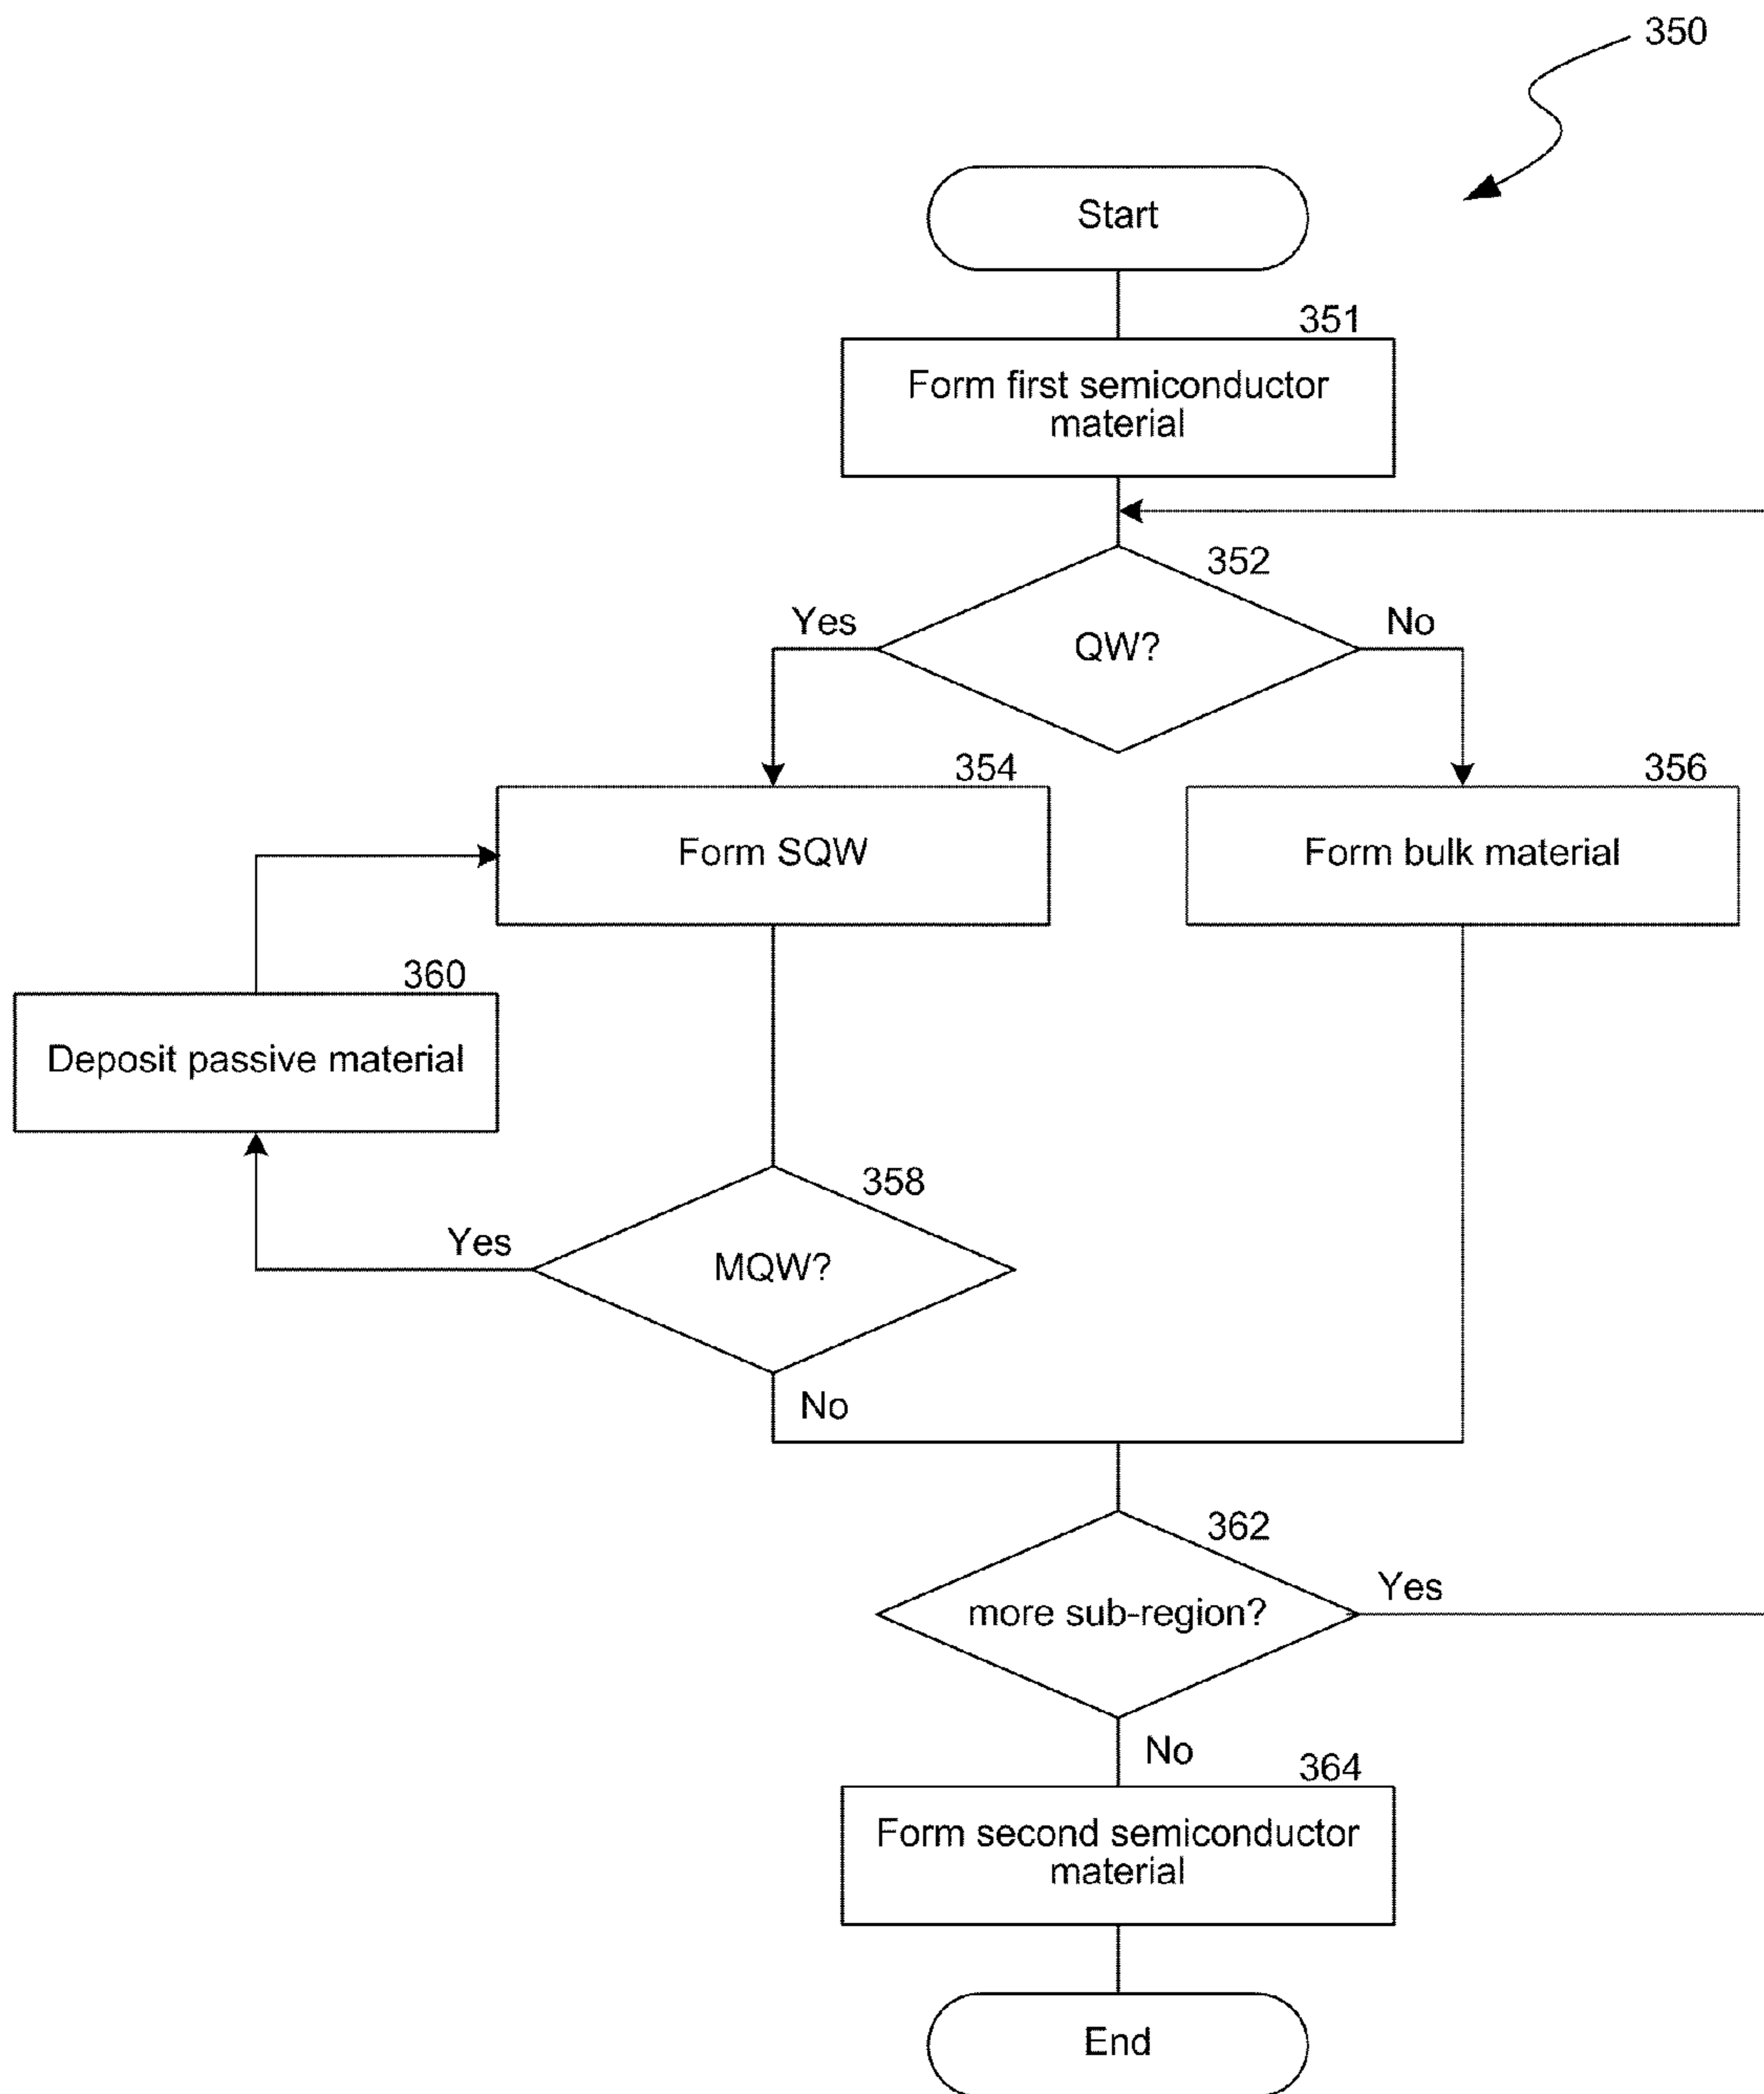 350
Start
351
Form first semiconductor
material
352
Yes
No
QW?
354
356
Form SQW
Form bulk material
360
Deposit passive material
358
Yes
MQW?
No
362
Yes
more sub-region?
No
364
Form second semiconductor
material
End